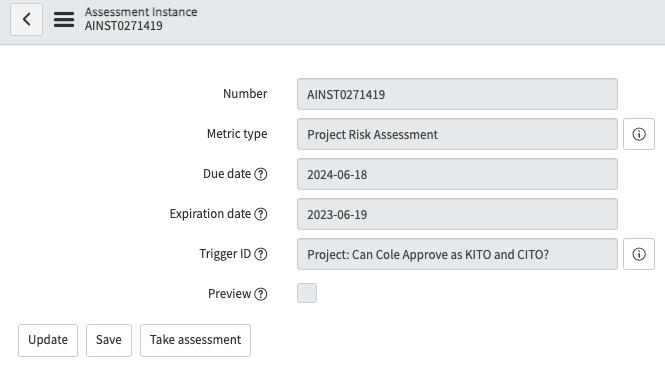 Assessment Instance
AINST0271419
Number AINST0271419
Metric type Project Risk Assessment
Due date 2024-06-18
Expiration date 2023-06-19
Trigger ID Project: Can Cole Approve as KITO and CITO?
Preview
Update Save Take assessment